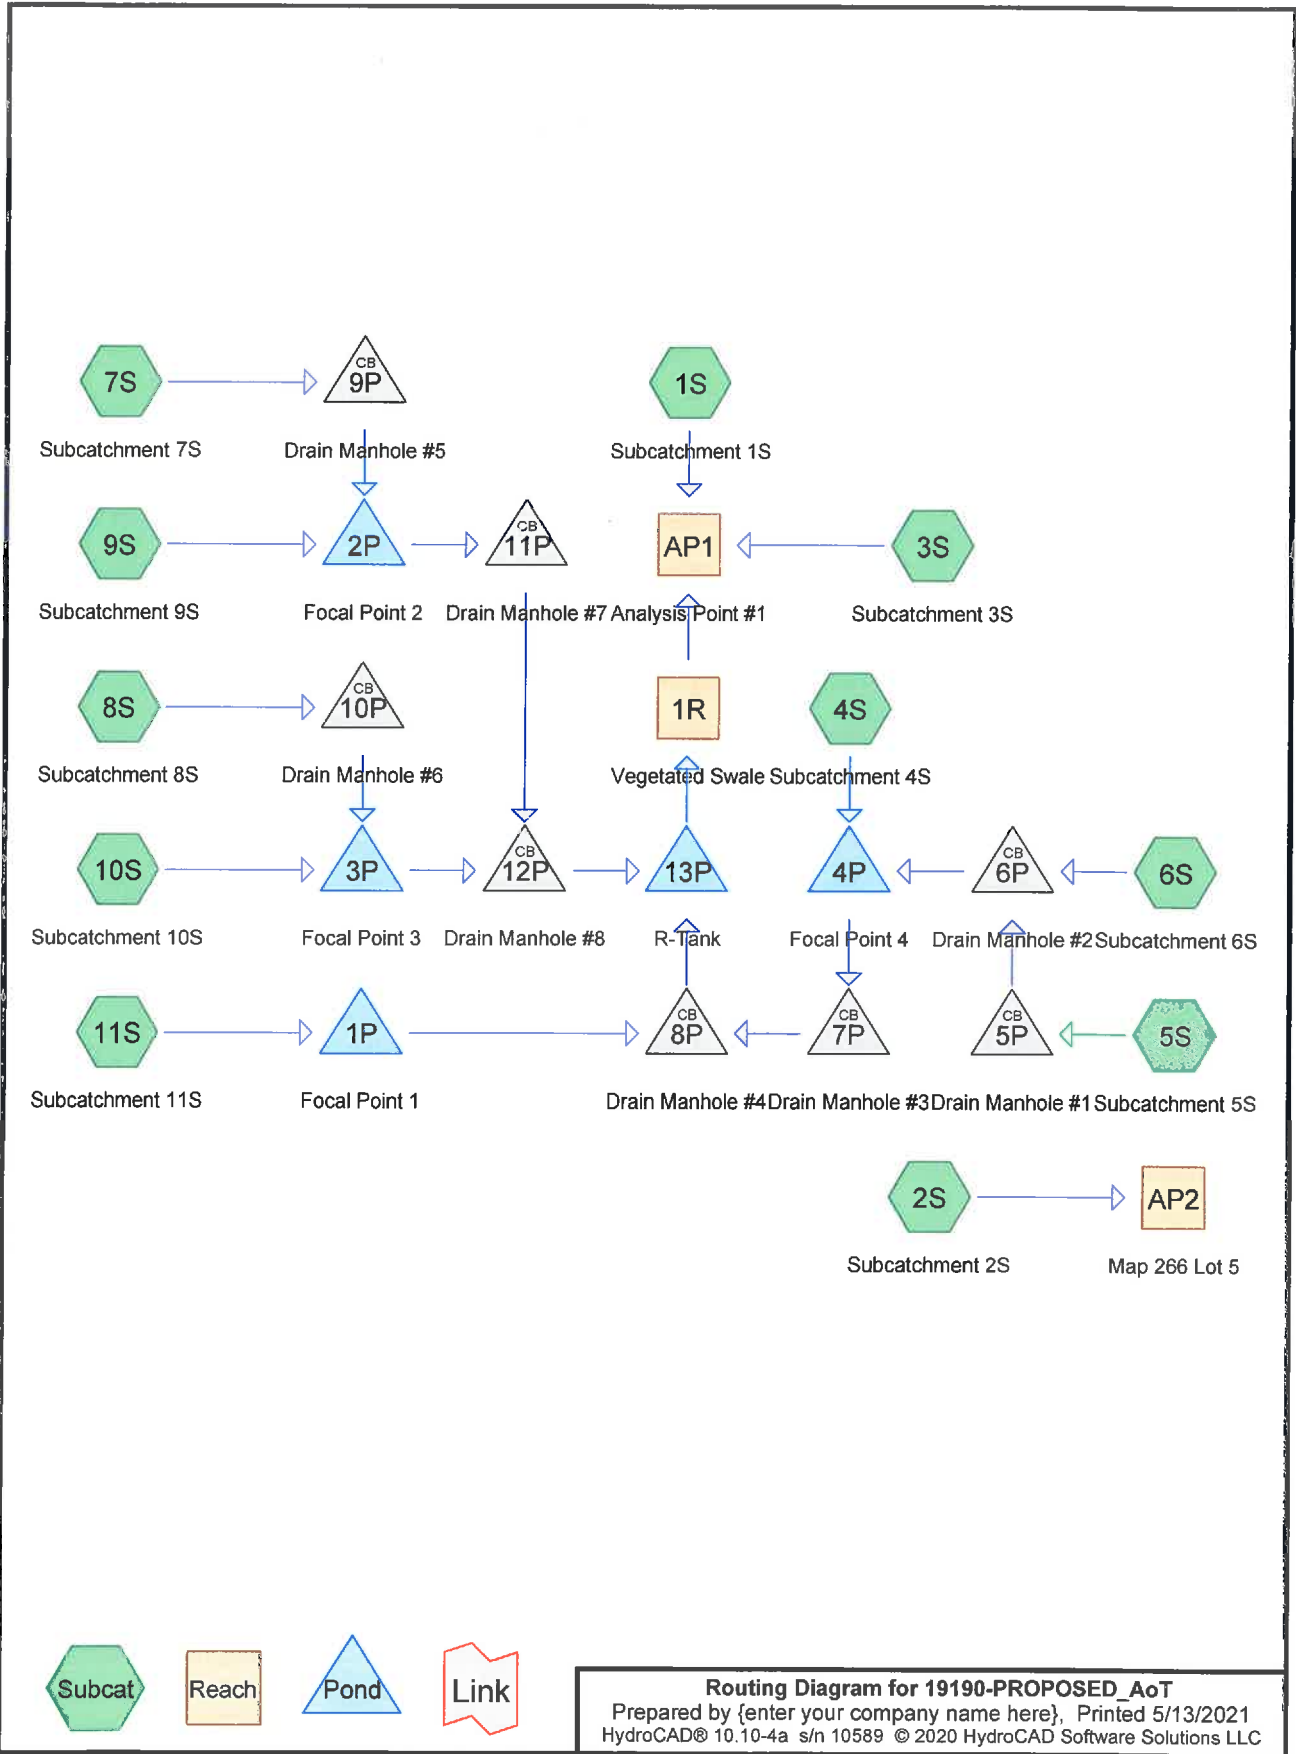 7S
CB
9P
1S
Subcatchment 7S
Drain Manhole #5
Subcatchment 1S
9S
2P
CB
11P
AP1
3S
Subcatchment 9S
Focal Point 2
Drain Manhole #7
Analysis Point #1
Subcatchment 3S
8S
CB
10P
1R
4S
Subcatchment 8S
Drain Manhole #6
Vegetated Swale
Subcatchment 4S
10S
3P
CB
12P
13P
4P
CB
6P
6S
Subcatchment 10S
Focal Point 3
Drain Manhole #8
R-Tank
Focal Point 4
Drain Manhole #2
Subcatchment 6S
11S
1P
CB
8P
CB
7P
CB
5P
5S
Subcatchment 11S
Focal Point 1
Drain Manhole #4
Drain Manhole #3
Drain Manhole #1
Subcatchment 5S
2S
AP2
Subcatchment 2S
Map 266 Lot 5
Subcat
Reach
Pond
Link
Routing Diagram for 19190-PROPOSED_AoT
Prepared by {enter your company name here}, Printed 5/13/2021
HydroCAD® 10.10-4a s/n 10589 © 2020 HydroCAD Software Solutions LLC